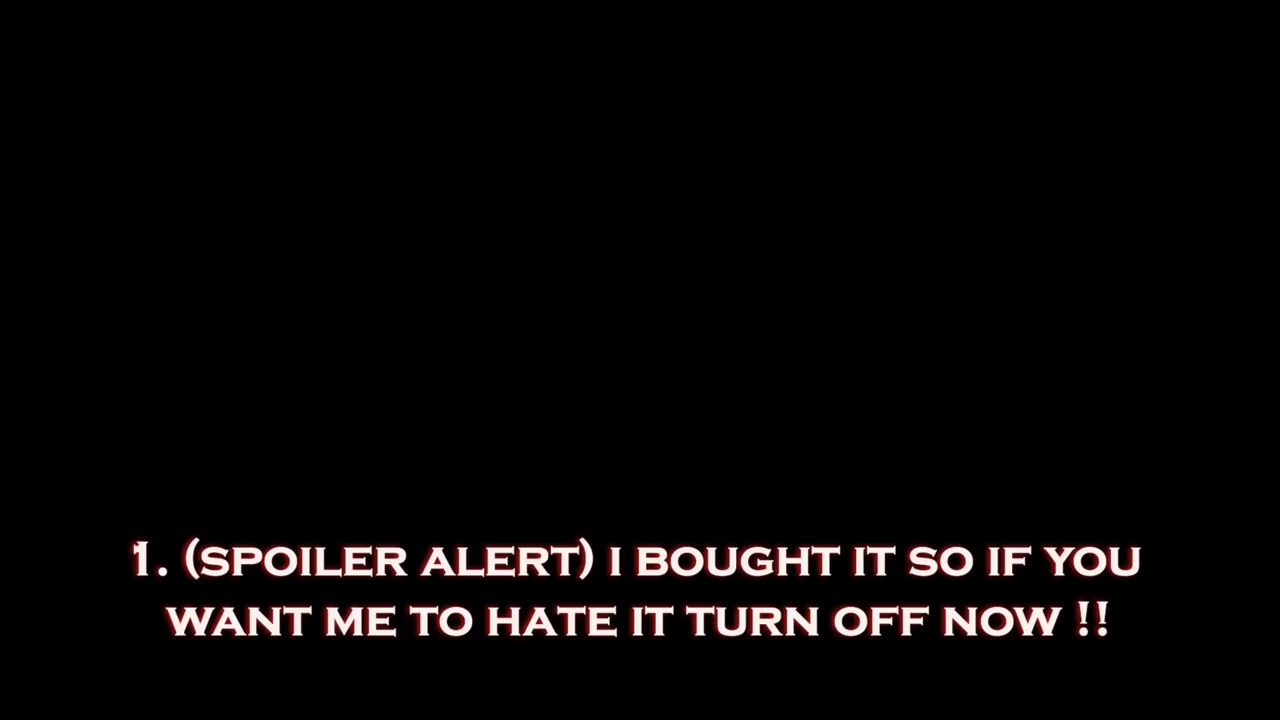 1. (SPOILER ALERT) I BOUGHT IT SO IF YOU
WANT ME TO HATE IT TURN OFF NOW !!